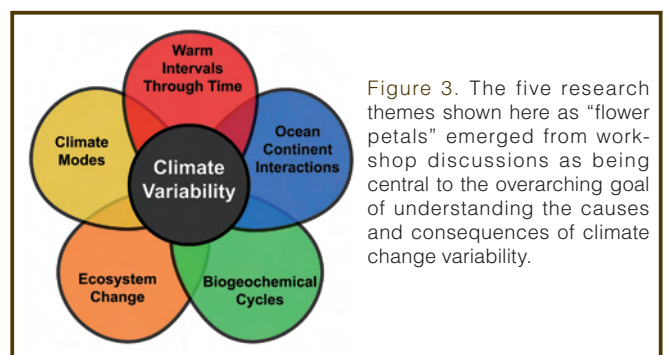 Warm
Intervals
Through Time
Climate
Modes
Ocean
Continent
Interactions
Climate
Variability
Ecosystem
Change
Biogeochemical
Cycles
Figure 3. The five research
themes shown here as “flower
petals” emerged from work-
shop discussions as being
central to the overarching goal
of understanding the causes
and consequences of climate
change variability.